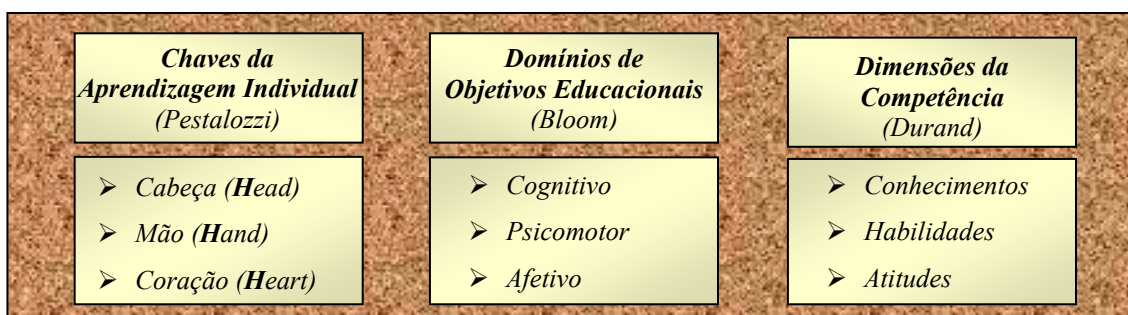 Chaves da
Aprendizagem Individual
(Pestalozzi)
➢ Cabeça (Head)
➢ Mão (Hand)
➢ Coração (Heart)
Domínios de
Objetivos Educacionais
(Bloom)
➢ Cognitivo
➢ Psicomotor
➢ Afetivo
Dimensões da
Competência
(Durand)
➢ Conhecimentos
➢ Habilidades
➢ Atitudes